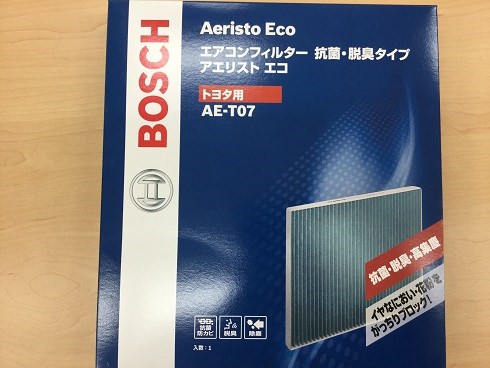 BOSCH
Aeristo Eco
エアコンフィルター 抗菌・脱臭タイプ
アエリスト エコ
トヨタ用
AE-T07
抗菌・脱臭・高集塵
イヤなにおい・花粉を
がっちりブロック!
抗菌
防カビ
脱臭
除塵
入数:1